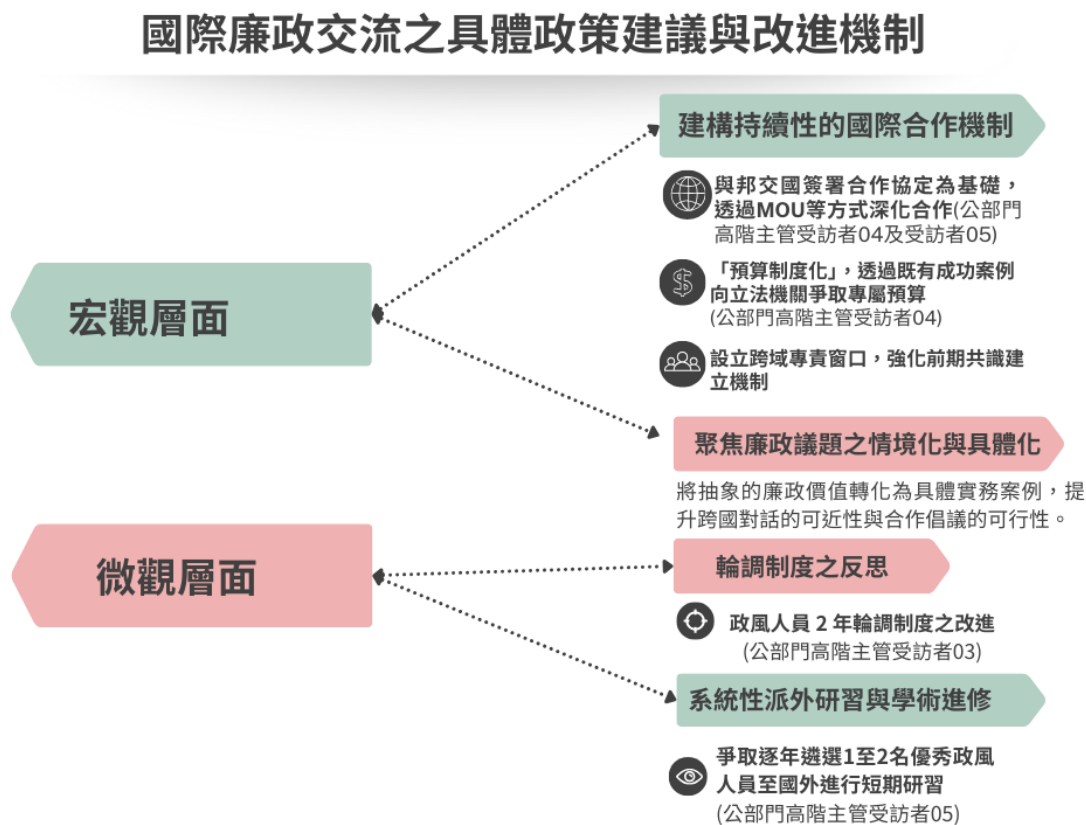 國際廉政交流之具體政策建議與改進機制
宏觀層面
建構持續性的國際合作機制
與邦交國簽署合作協定為基礎，
透過MOU等方式深化合作(公部門
高階主管受訪者04及受訪者05)
「預算制度化」，透過既有成功案例
向立法機關爭取專屬預算
(公部門高階主管受訪者04)
設立跨域專責窗口，強化前期共識建
立機制
聚焦廉政議題之情境化與具體化
將抽象的廉政價值轉化為具體實務案例，提
升跨國對話的可近性與合作倡議的可行性。
微觀層面
輪調制度之反思
政風人員 2 年輪調制度之改進
(公部門高階主管受訪者03)
系統性派外研習與學術進修
爭取逐年遴選1至2名優秀政風
人員至國外進行短期研習
(公部門高階主管受訪者05)